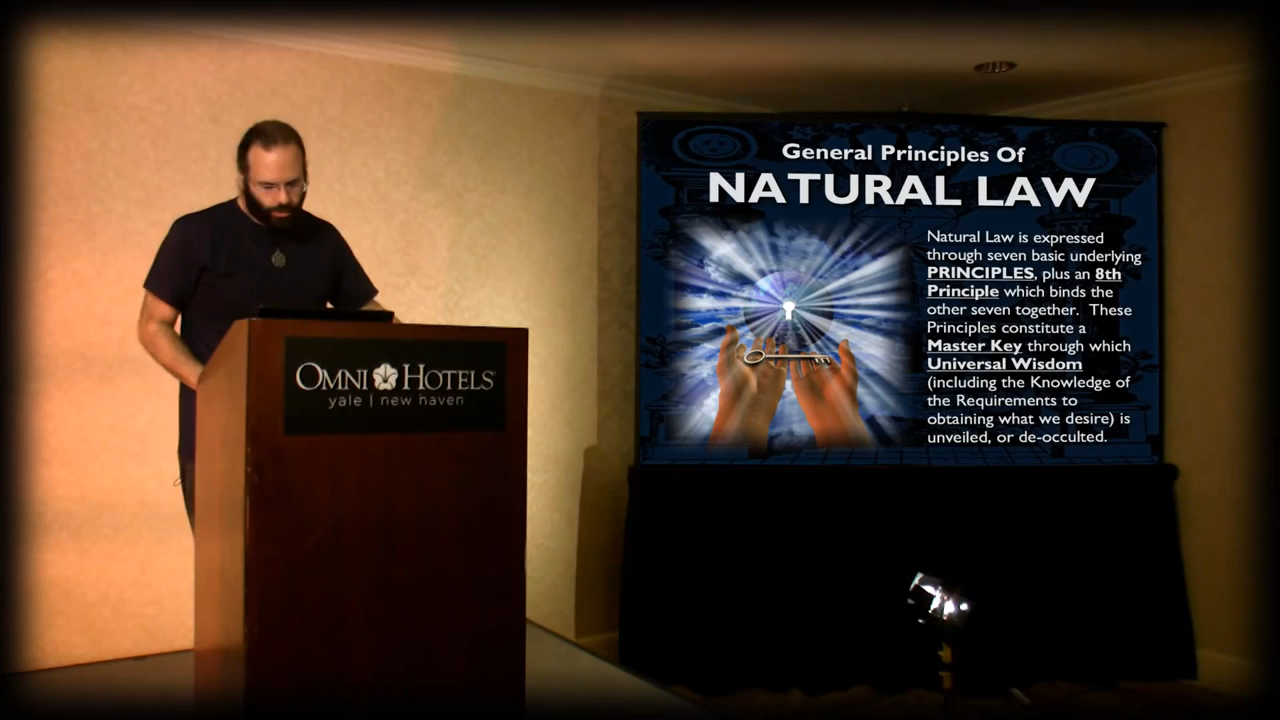 General Principles Of
NATURAL LAW
Natural Law is expressed
through seven basic underlying
PRINCIPLES, plus an 8th
Principle which binds the
other seven together. These
Principles constitute a
Master Key through which
Universal Wisdom
(including the Knowledge of
the Requirements to
obtaining what we desire) is
unveiled, or de-occulted.
OMNI HOTELS
yale | new haven